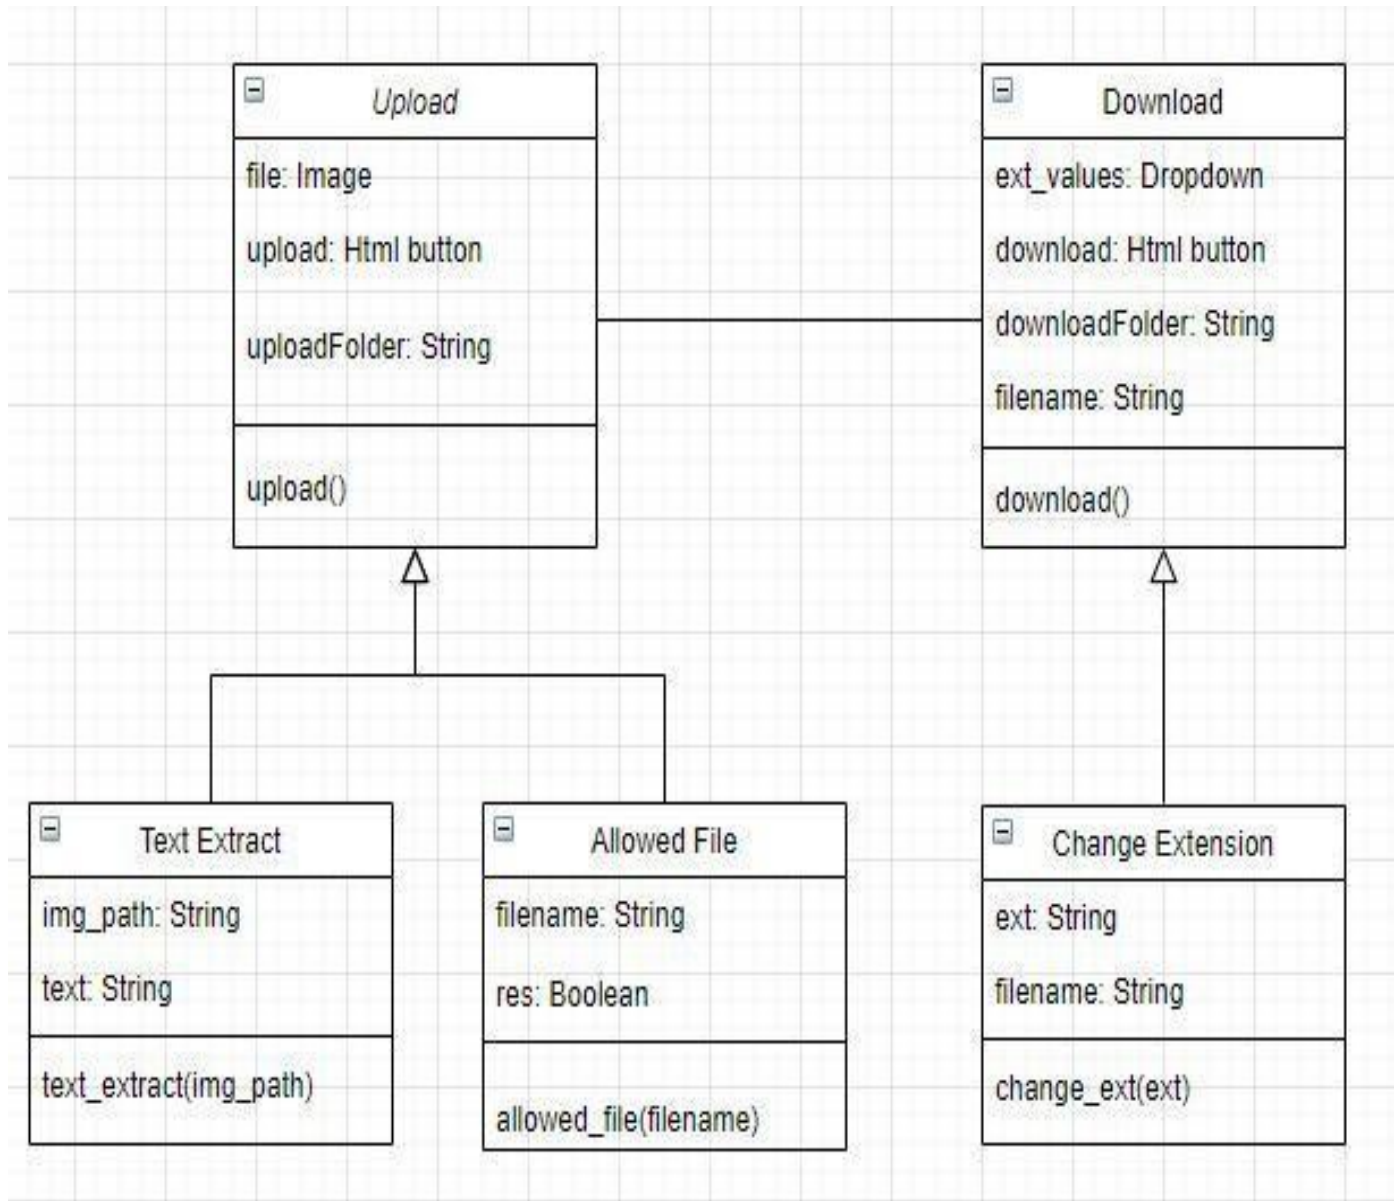 Upload
file: Image
upload: Html button
uploadFolder: String
upload()
Download
ext_values: Dropdown
download: Html button
downloadFolder: String
filename: String
download()
Text Extract
img_path: String
text: String
text_extract(img_path)
Allowed File
filename: String
res: Boolean
allowed_file(filename)
Change Extension
ext: String
filename: String
change_ext(ext)